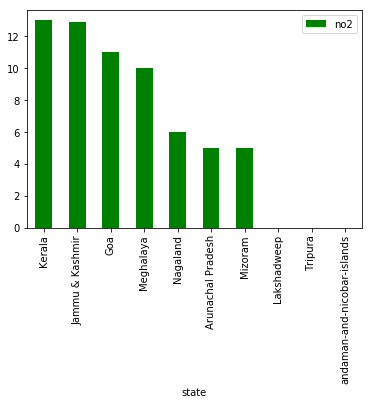 no2
12
10
8
6
4
2
0
Kerala
Jammu & Kashmir
Goa
Meghalaya
Nagaland
Arunachal Pradesh
Mizoram
Lakshadweep
Tripura
andaman-and-nicobar-islands
state